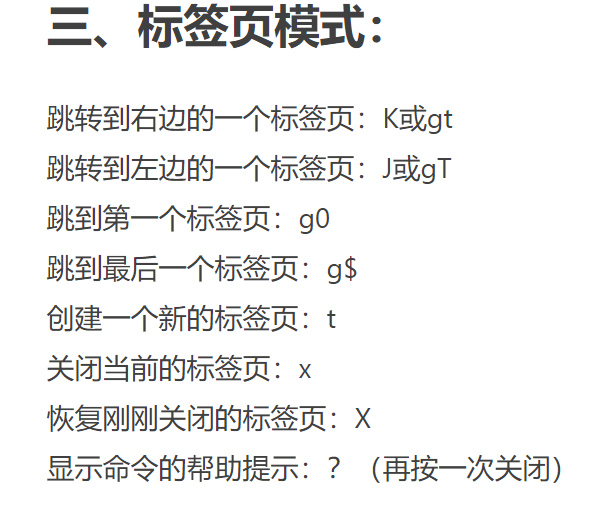 三、标签页模式：
跳转到右边的一个标签页：K或gt
跳转到左边的一个标签页：J或gT
跳到第一个标签页：g0
跳到最后一个标签页：g$
创建一个新的标签页：t
关闭当前的标签页：x
恢复刚刚关闭的标签页：X
显示命令的帮助提示：？（再按一次关闭）